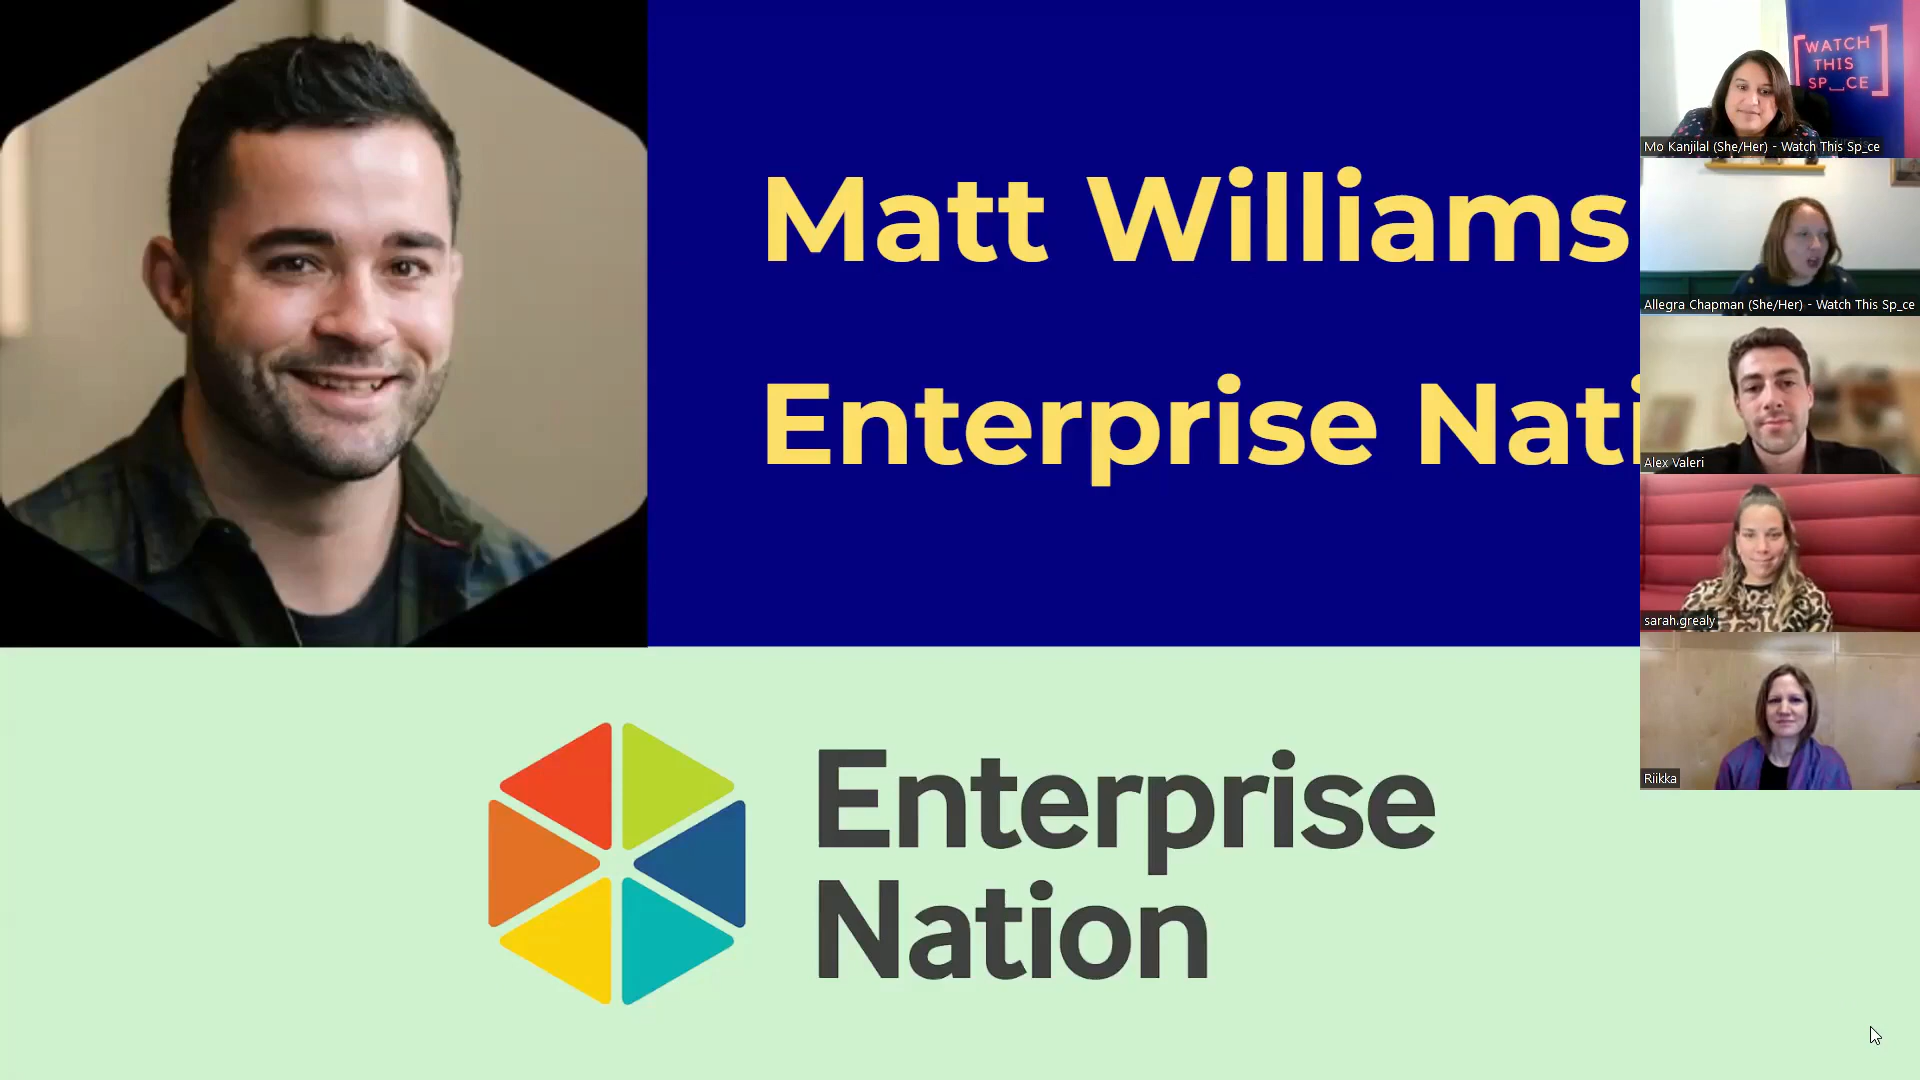 Matt Williams
Enterprise Nati
Enterprise
Nation
WATCH
THIS
SP_CE
Mo Kanjilal (She/Her) - Watch This Sp_ce
Allegra Chapman (She/Her) - Watch This Sp_ce
Alex Valeri
sarah.grealy
Riikka